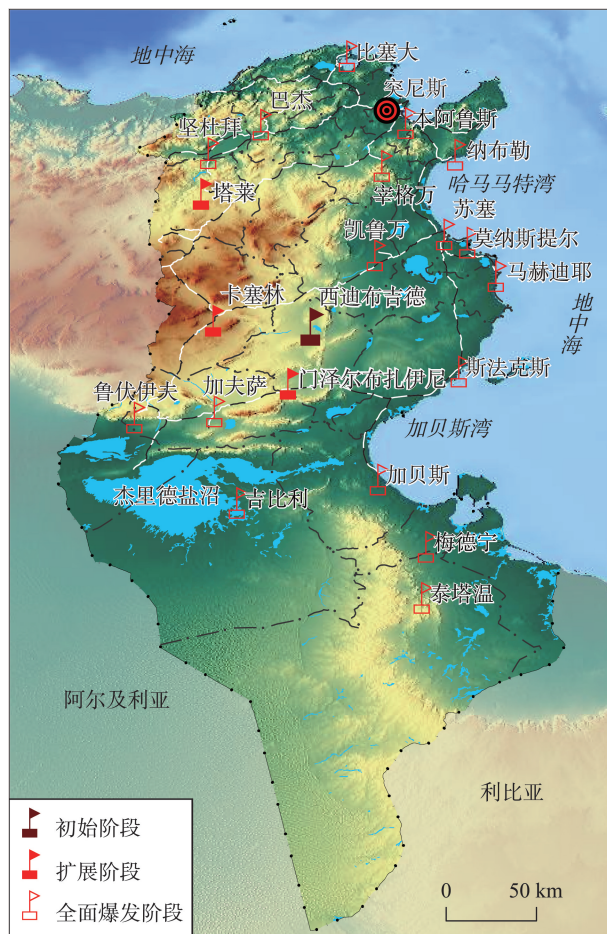 地中海
比塞大
突尼斯
巴杰
本阿鲁斯
坚杜拜
纳布勒
塔莱
宰格万
哈马马特湾
苏塞
凯鲁万
莫纳斯提尔
马赫迪耶
卡塞林
西迪布吉德
地中海
斯法克斯
鲁伏伊夫
加夫萨
门泽尔布扎伊尼
加贝斯湾
加贝斯
杰里德盐沼
吉比利
梅德宁
泰塔温
阿尔及利亚
利比亚
初始阶段
扩展阶段
全面爆发阶段
0 50 km